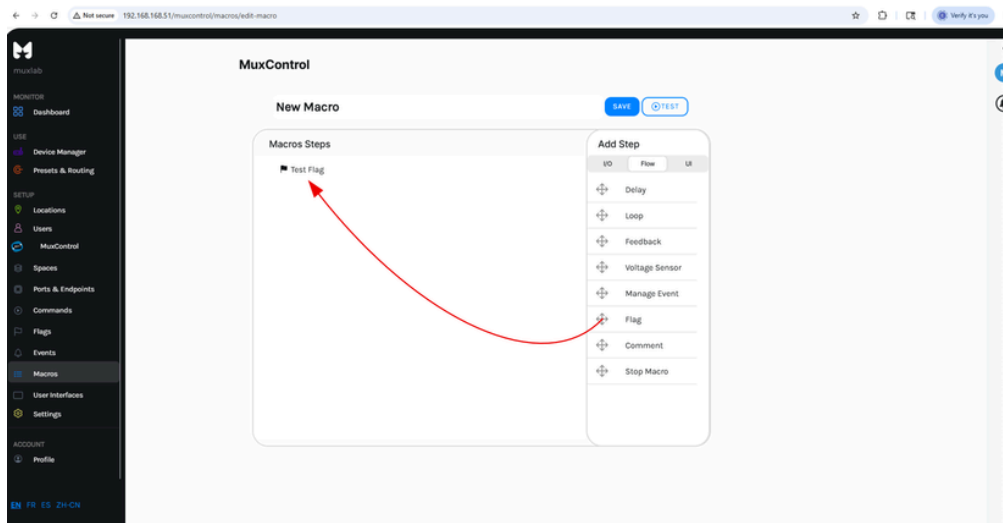 Not secure 192.168.168.51/muxcontrol/macros/edit-macro
Verify it's you
muxlab
MONITOR
Dashboard
USE
Device Manager
Presets & Routing
SETUP
Locations
Users
MuxControl
Spaces
Ports & Endpoints
Commands
Flags
Events
Macros
User Interfaces
Settings
ACCOUNT
Profile
EN FR ES ZH-CN
MuxControl
New Macro
SAVE
TEST
Macros Steps
Test Flag
Add Step
I/O Flow UI
Delay
Loop
Feedback
Voltage Sensor
Manage Event
Flag
Comment
Stop Macro